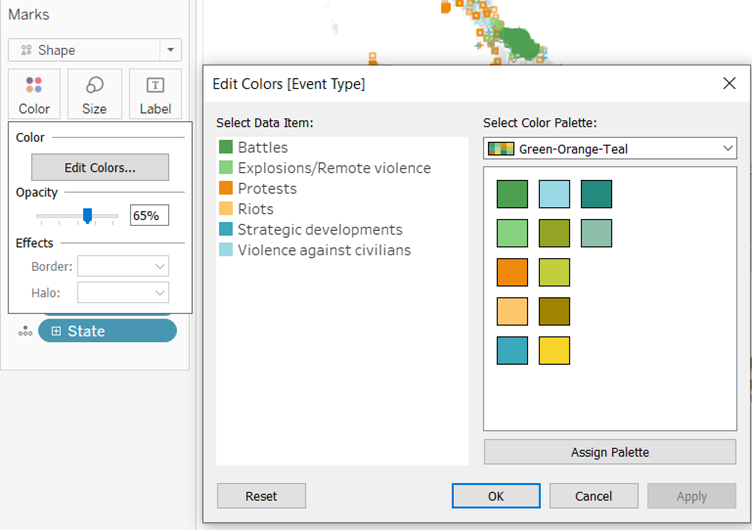 Marks
Shape
Color
Size
T
Label
Color
Edit Colors...
Opacity
65%
Effects
Border:
Halo:
State
Edit Colors [Event Type]
Select Data Item:
Battles
Explosions/Remote violence
Protests
Riots
Strategic developments
Violence against civilians
Select Color Palette:
Green-Orange-Teal
Assign Palette
Reset
OK
Cancel
Apply